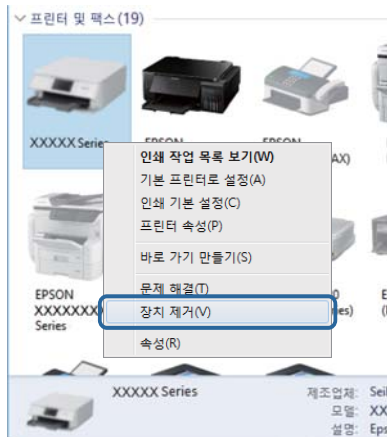 프린터 및 팩스 (19)
XXXXX Series
EPSON
EPSON
AX)
인쇄 작업 목록 보기(W)
기본 프린터로 설정(A)
인쇄 기본 설정(C)
프린터 속성(P)
바로 가기 만들기(S)
문제 해결(T)
장치 제거(V)
속성(R)
EPSON
XXXXXXX
Series
XXXXX Series
제조업체: Seil
모델: XX
설명: Eps